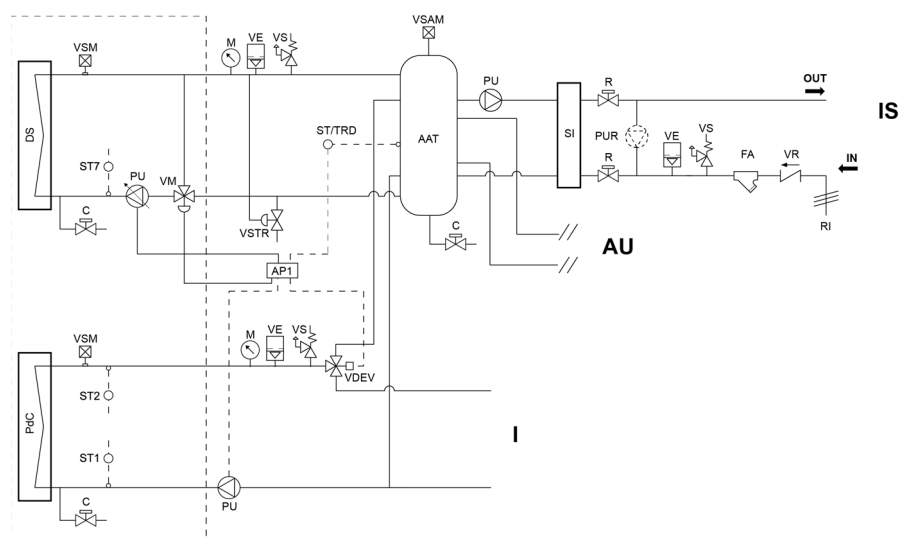 VSAM
VSM
M
VE
VS
PU
R
OUT
IS
DS
ST7
PU
VM
ST/TRD
AAT
SI
PUR
VE
VS
FA
VR
IN
R
RI
C
VSTR
C
AU
AP1
VSM
M
VE
VS
VDEV
PdC
ST2
ST1
I
C
PU